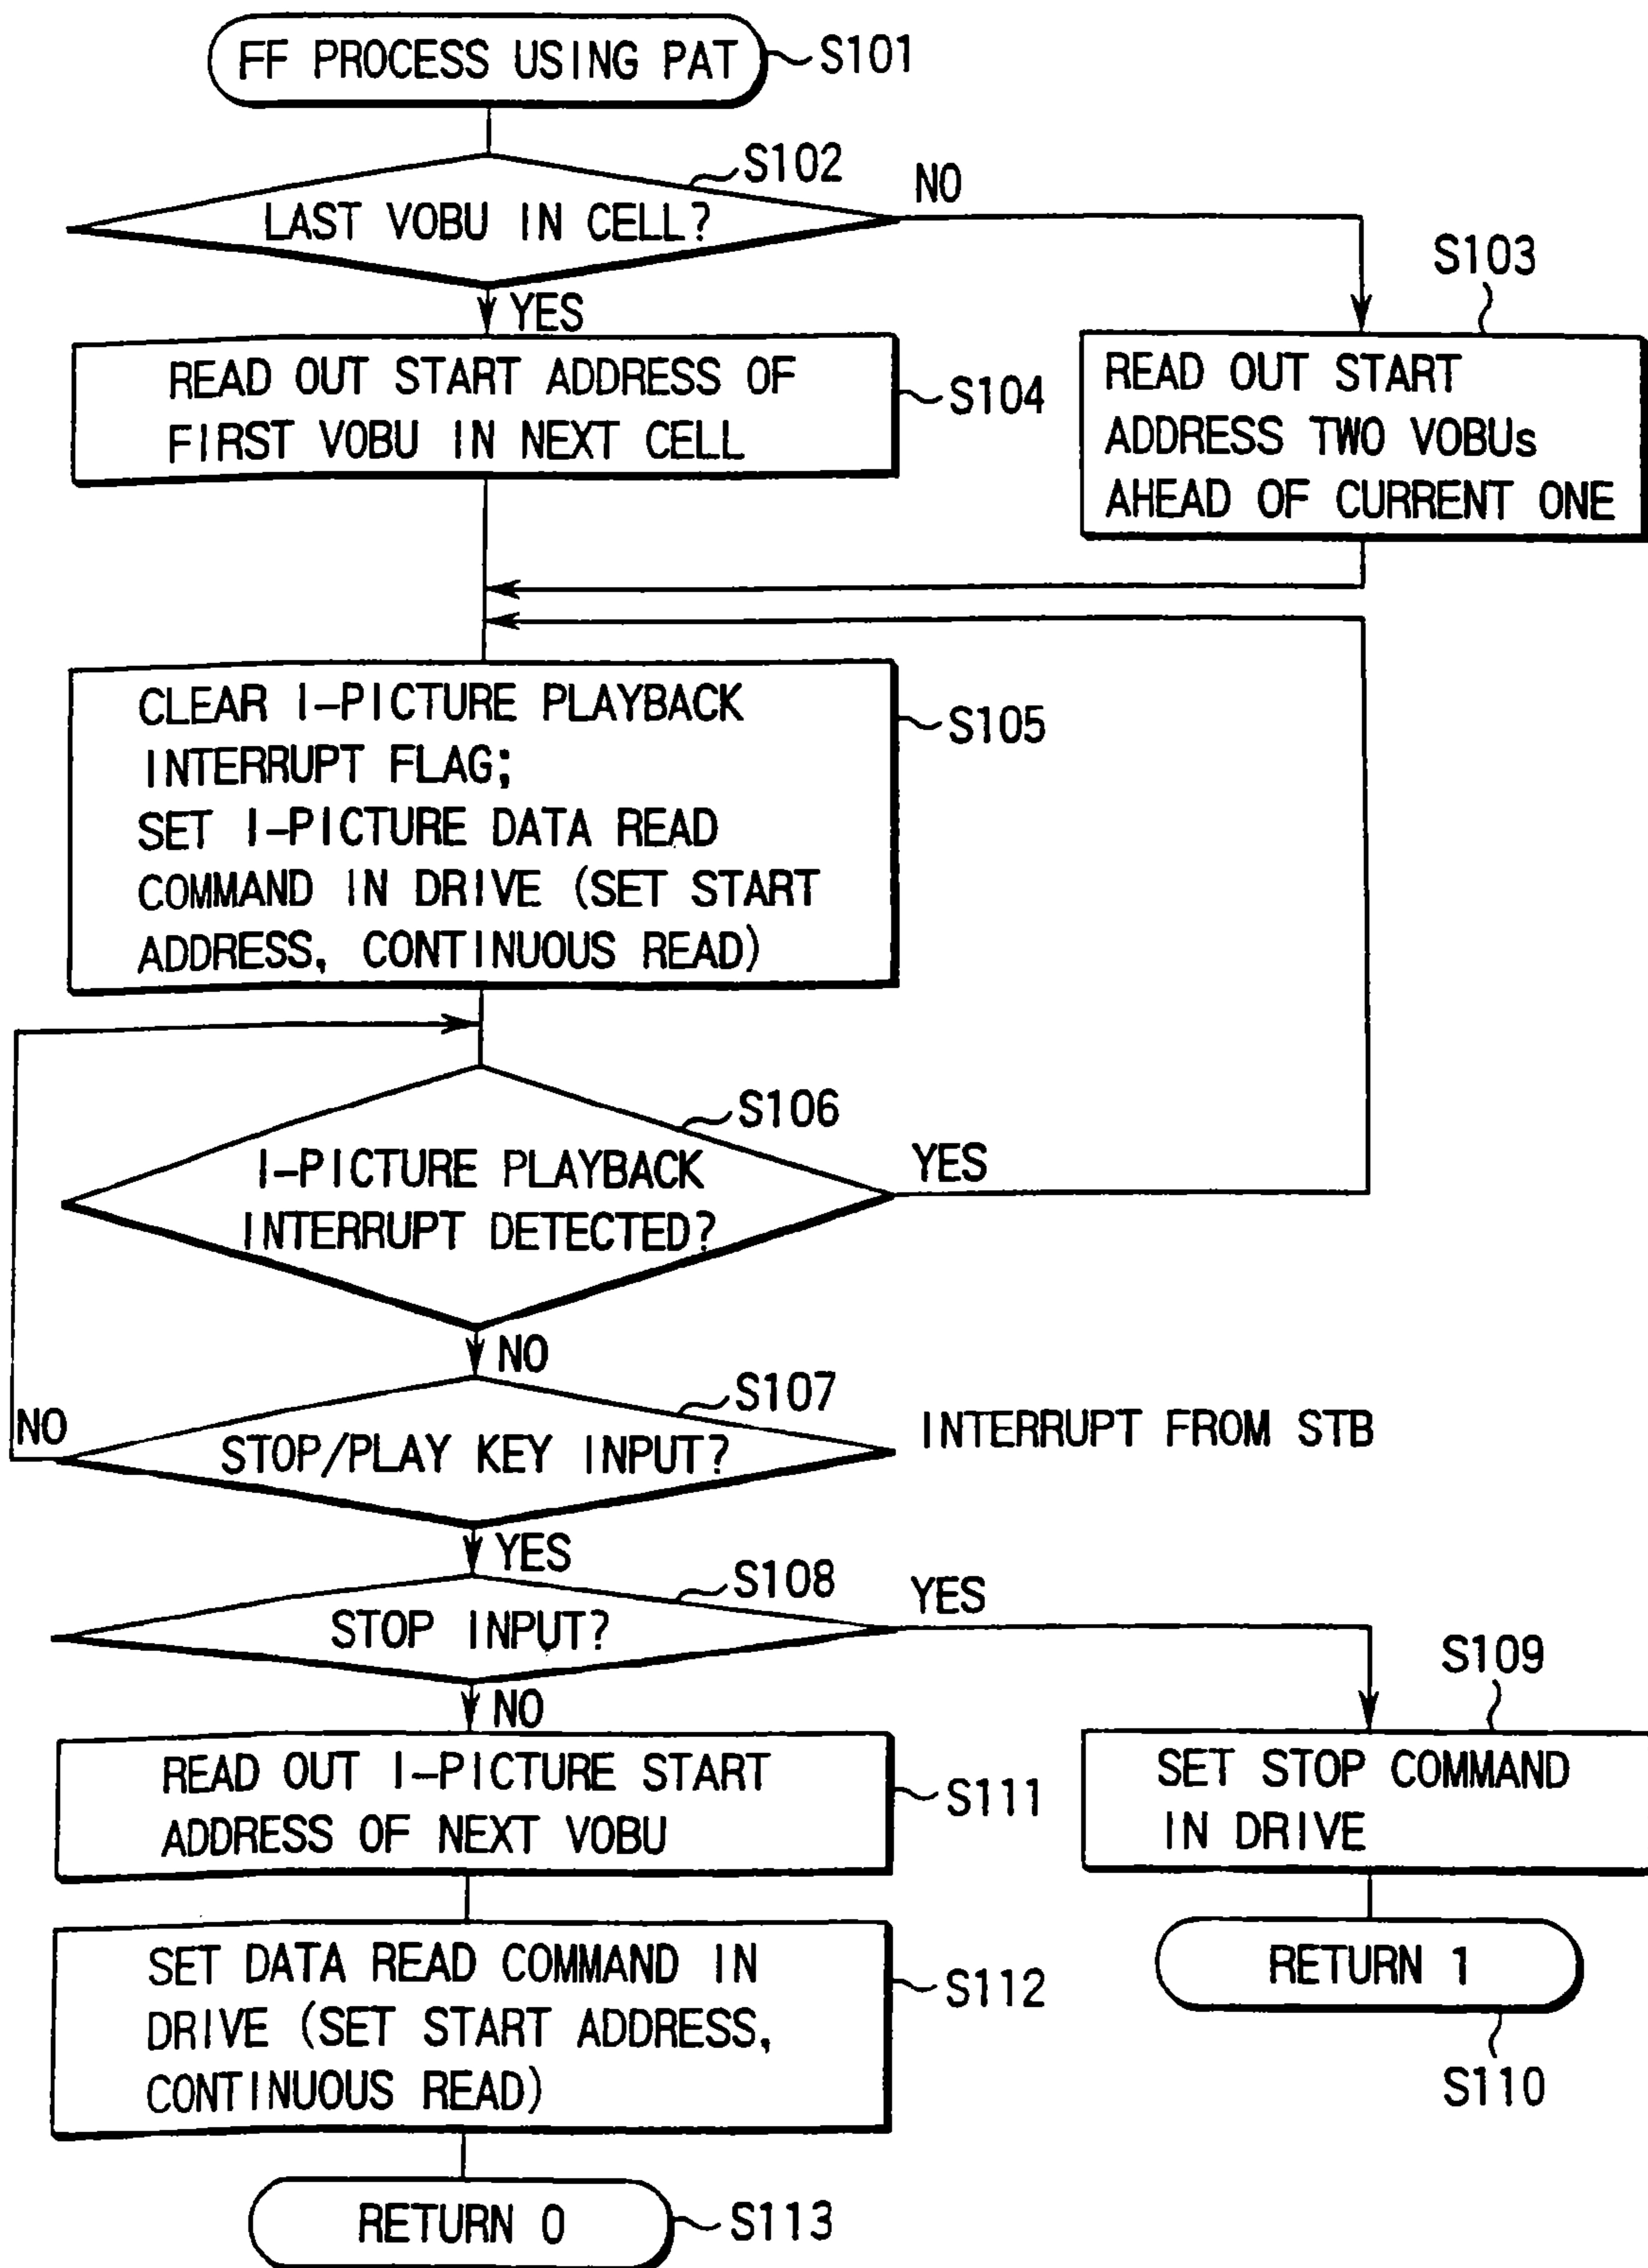 FF PROCESS USING PAT
S101
S102
LAST VOBU IN CELL?
NO
YES
S103
READ OUT START
ADDRESS TWO VOBUs
AHEAD OF CURRENT ONE
READ OUT START ADDRESS OF
FIRST VOBU IN NEXT CELL
S104
CLEAR I-PICTURE PLAYBACK
INTERRUPT FLAG;
SET I-PICTURE DATA READ
COMMAND IN DRIVE (SET START
ADDRESS, CONTINUOUS READ)
S105
S106
I-PICTURE PLAYBACK
INTERRUPT DETECTED?
YES
NO
S107
STOP/PLAY KEY INPUT?
NO
INTERRUPT FROM STB
YES
S108
STOP INPUT?
YES
NO
S109
SET STOP COMMAND
IN DRIVE
READ OUT I-PICTURE START
ADDRESS OF NEXT VOBU
S111
RETURN 1
S110
SET DATA READ COMMAND IN
DRIVE (SET START ADDRESS,
CONTINUOUS READ)
S112
RETURN 0
S113